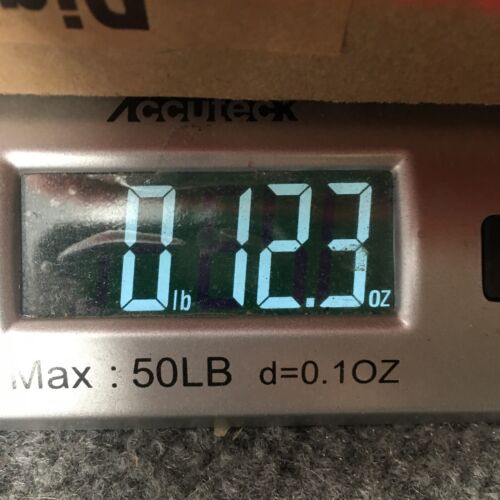 Accuteck
0 lb 12.3 oz
Max : 50LB d=0.1OZ